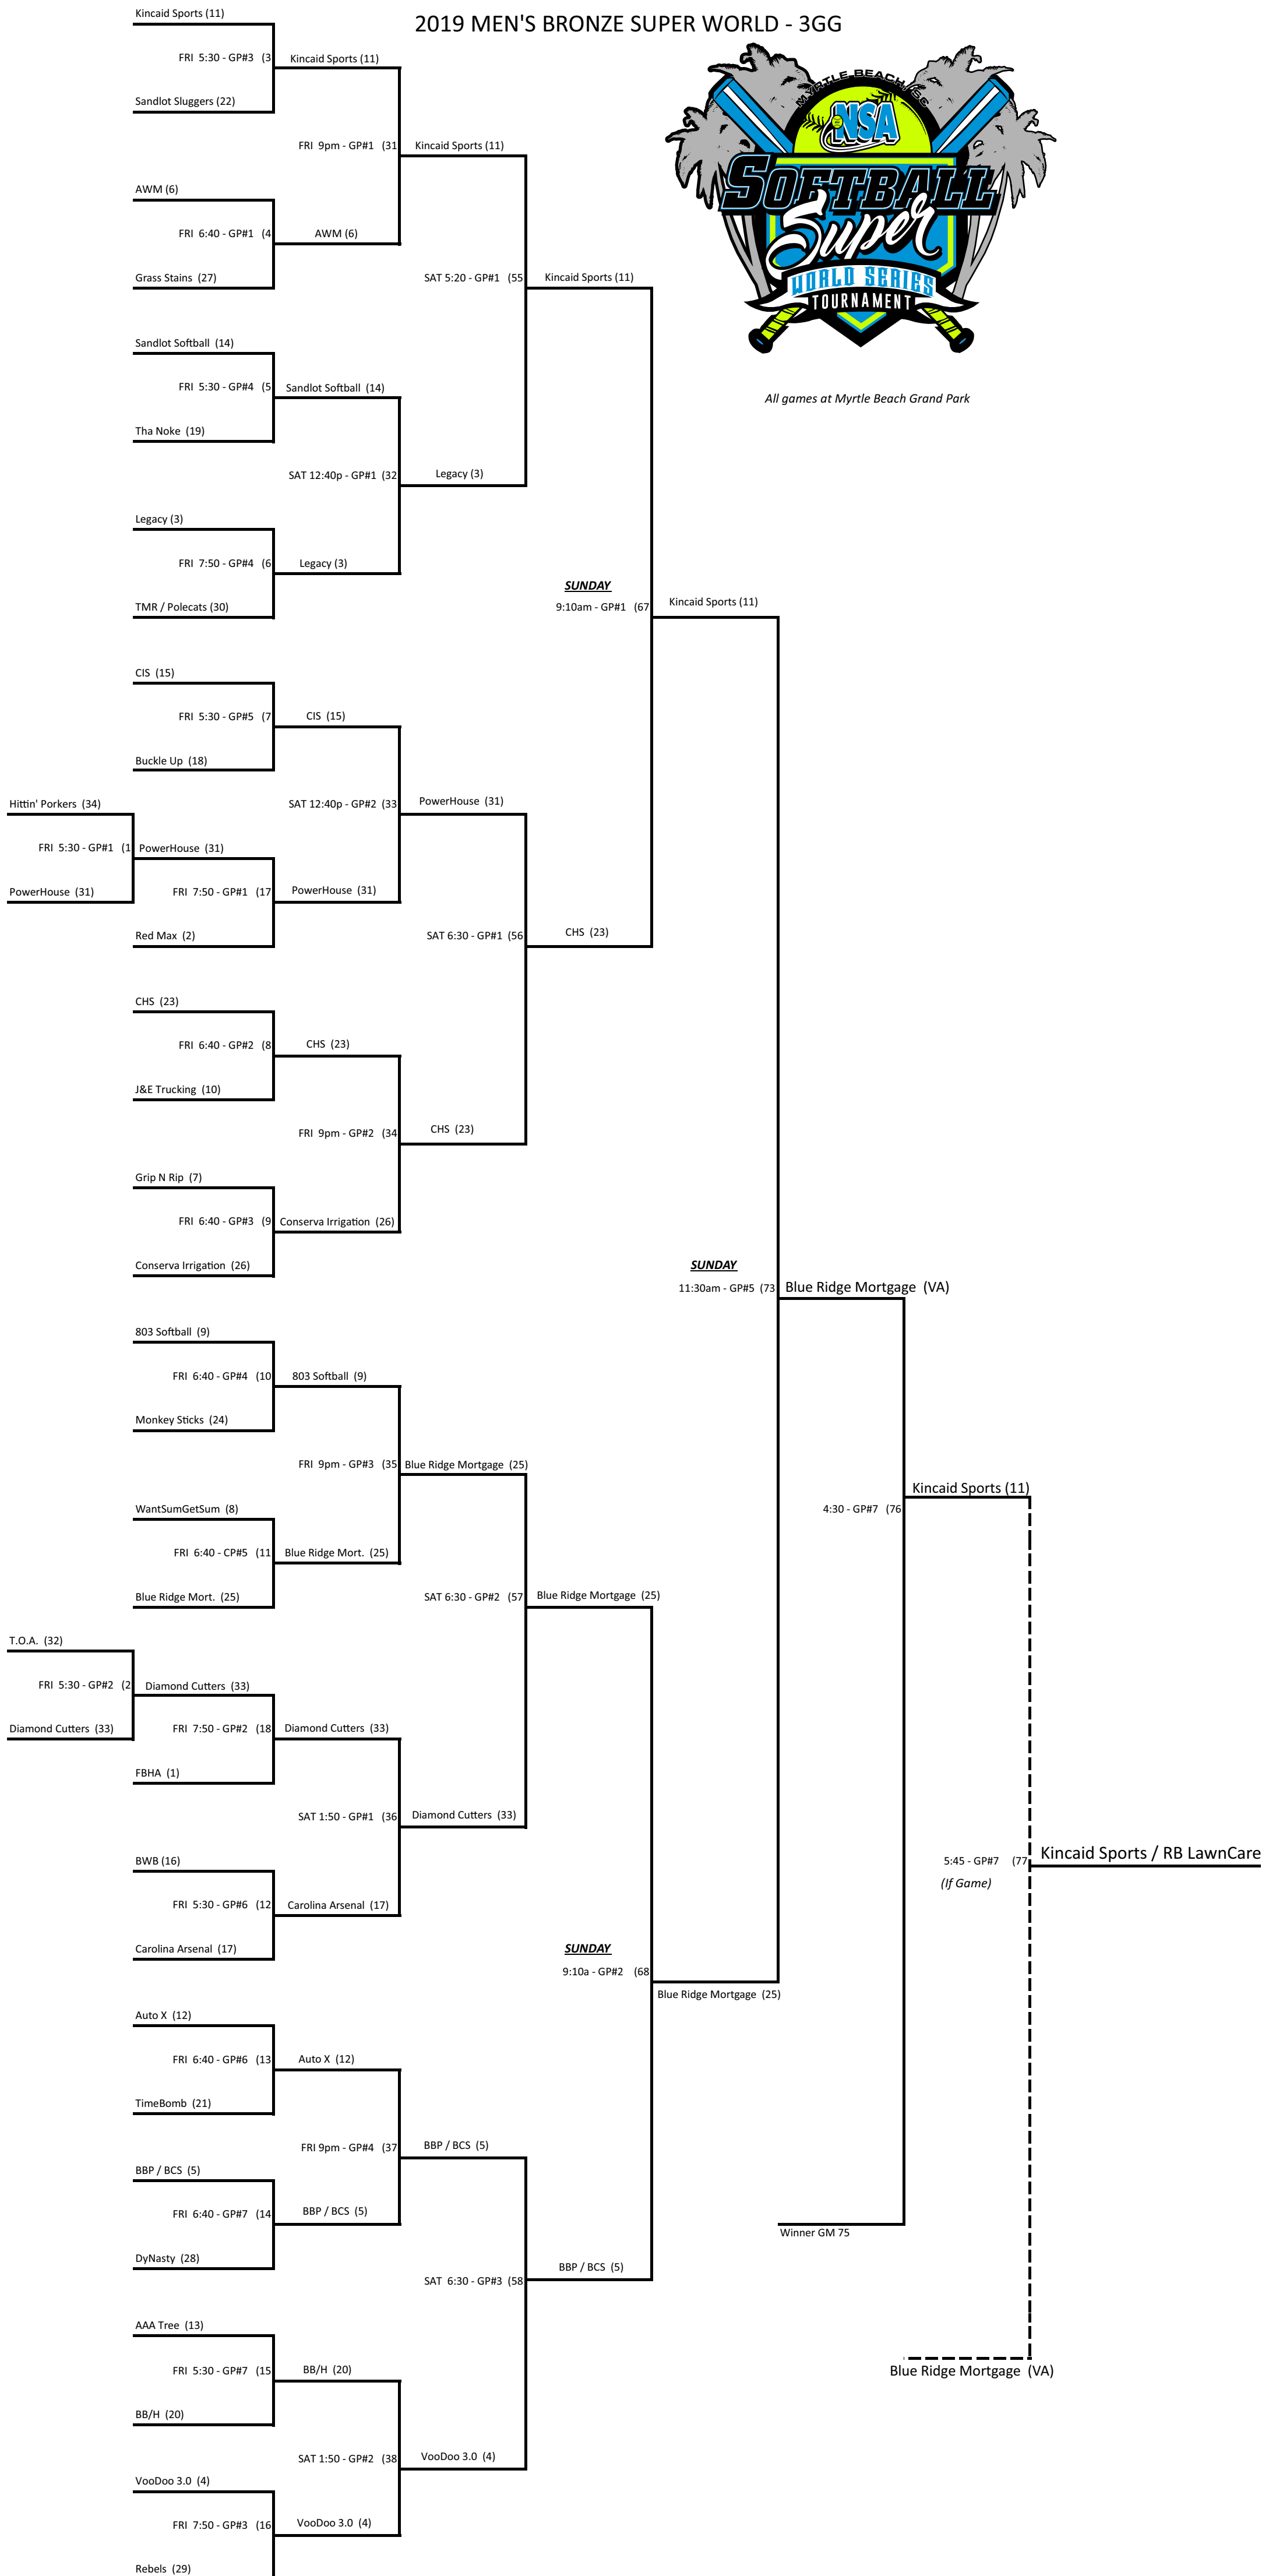 2019 MEN'S BRONZE SUPER WORLD - 3GG
MYRTLE BEACH, SC
NSA
SOFTBALL
Super
WORLD SERIES
TOURNAMENT
All games at Myrtle Beach Grand Park
Kincaid Sports (11)
FRI 5:30 - GP#3 (3
Kincaid Sports (11)
Sandlot Sluggers (22)
FRI 9pm - GP#1 (31
Kincaid Sports (11)
AWM (6)
FRI 6:40 - GP#1 (4
AWM (6)
Grass Stains (27)
SAT 5:20 - GP#1 (55
Kincaid Sports (11)
Sandlot Softball (14)
FRI 5:30 - GP#4 (5
Sandlot Softball (14)
Tha Noke (19)
SAT 12:40p - GP#1 (32
Legacy (3)
Legacy (3)
FRI 7:50 - GP#4 (6
Legacy (3)
TMR / Polecats (30)
SUNDAY
9:10am - GP#1 (67
Kincaid Sports (11)
CIS (15)
FRI 5:30 - GP#5 (7
CIS (15)
Buckle Up (18)
Hittin' Porkers (34)
SAT 12:40p - GP#2 (33
PowerHouse (31)
FRI 5:30 - GP#1 (1
PowerHouse (31)
PowerHouse (31)
FRI 7:50 - GP#1 (17
PowerHouse (31)
Red Max (2)
SAT 6:30 - GP#1 (56
CHS (23)
CHS (23)
FRI 6:40 - GP#2 (8
CHS (23)
J&E Trucking (10)
FRI 9pm - GP#2 (34
CHS (23)
Grip N Rip (7)
FRI 6:40 - GP#3 (9
Conserva Irrigation (26)
Conserva Irrigation (26)
SUNDAY
11:30am - GP#5 (73
Blue Ridge Mortgage (VA)
803 Softball (9)
FRI 6:40 - GP#4 (10
803 Softball (9)
Monkey Sticks (24)
FRI 9pm - GP#3 (35
Blue Ridge Mortgage (25)
Kincaid Sports (11)
4:30 - GP#7 (76
WantSumGetSum (8)
FRI 6:40 - CP#5 (11
Blue Ridge Mort. (25)
Blue Ridge Mort. (25)
SAT 6:30 - GP#2 (57
Blue Ridge Mortgage (25)
T.O.A. (32)
FRI 5:30 - GP#2 (2
Diamond Cutters (33)
Diamond Cutters (33)
FRI 7:50 - GP#2 (18
Diamond Cutters (33)
FBHA (1)
SAT 1:50 - GP#1 (36
Diamond Cutters (33)
BWB (16)
FRI 5:30 - GP#6 (12
Carolina Arsenal (17)
Carolina Arsenal (17)
5:45 - GP#7 (77
Kincaid Sports / RB LawnCare
(If Game)
SUNDAY
9:10a - GP#2 (68
Blue Ridge Mortgage (25)
Auto X (12)
FRI 6:40 - GP#6 (13
Auto X (12)
TimeBomb (21)
FRI 9pm - GP#4 (37
BBP / BCS (5)
BBP / BCS (5)
FRI 6:40 - GP#7 (14
BBP / BCS (5)
DyNasty (28)
Winner GM 75
SAT 6:30 - GP#3 (58
BBP / BCS (5)
AAA Tree (13)
FRI 5:30 - GP#7 (15
BB/H (20)
BB/H (20)
Blue Ridge Mortgage (VA)
SAT 1:50 - GP#2 (38
VooDoo 3.0 (4)
VooDoo 3.0 (4)
FRI 7:50 - GP#3 (16
VooDoo 3.0 (4)
Rebels (29)